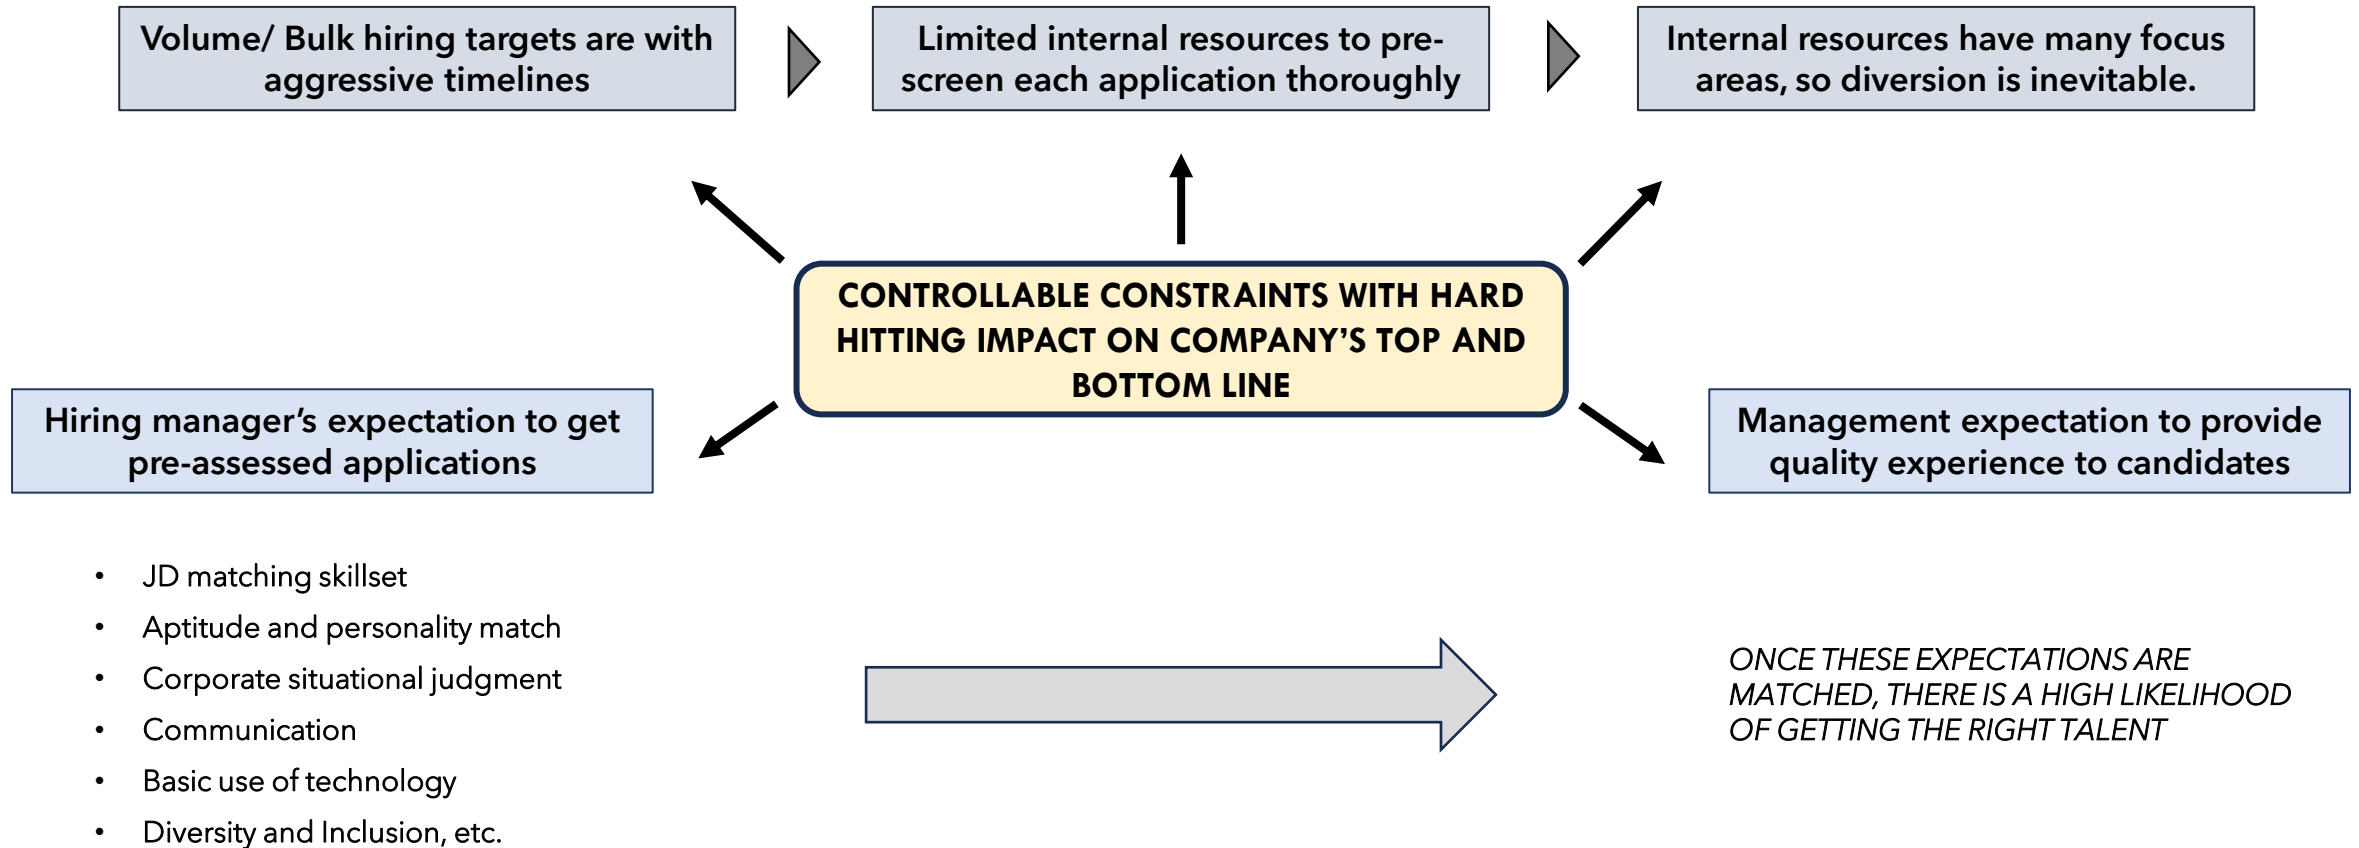 Volume/ Bulk hiring targets are with
aggressive timelines
Limited internal resources to pre-
screen each application thoroughly
Internal resources have many focus
areas, so diversion is inevitable.
CONTROLLABLE CONSTRAINTS WITH HARD
HITTING IMPACT ON COMPANY’S TOP AND
BOTTOM LINE
Hiring manager’s expectation to get
pre-assessed applications
Management expectation to provide
quality experience to candidates
• JD matching skillset
• Aptitude and personality match
• Corporate situational judgment
• Communication
• Basic use of technology
• Diversity and Inclusion, etc.
ONCE THESE EXPECTATIONS ARE
MATCHED, THERE IS A HIGH LIKELIHOOD
OF GETTING THE RIGHT TALENT